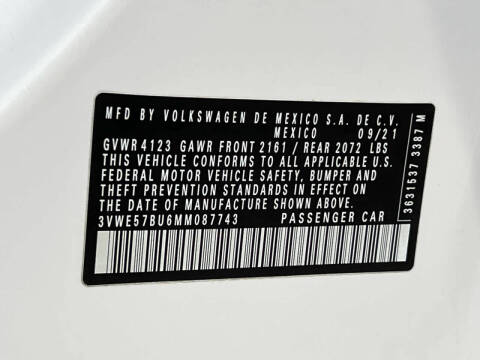 MFD BY VOLKSWAGEN DE MEXICO S.A. DE C.V.
MEXICO 09/21
GVWR 4123 GAWR FRONT 2161 / REAR 2072 LBS
THIS VEHICLE CONFORMS TO ALL APPLICABLE U.S.
FEDERAL MOTOR VEHICLE SAFETY, BUMPER AND
THEFT PREVENTION STANDARDS IN EFFECT ON
THE DATE OF MANUFACTURE SHOWN ABOVE.
3VWE57BU6MM087743 PASSENGER CAR
3631537 3387 M